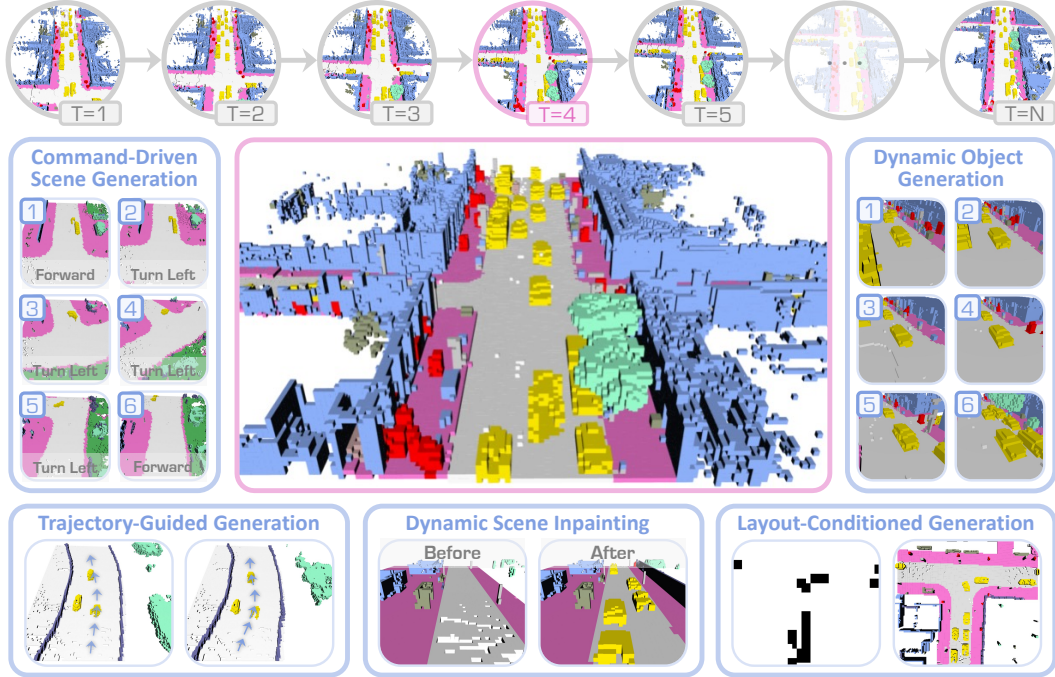 T=1
T=2
T=3
T=4
T=5
T=N
Command-Driven
Scene Generation
1
Forward
2
Turn Left
3
Turn Left
4
Turn Left
5
Turn Left
6
Forward
Dynamic Object
Generation
1
2
3
4
5
6
Trajectory-Guided Generation
Dynamic Scene Inpainting
Before
After
Layout-Conditioned Generation